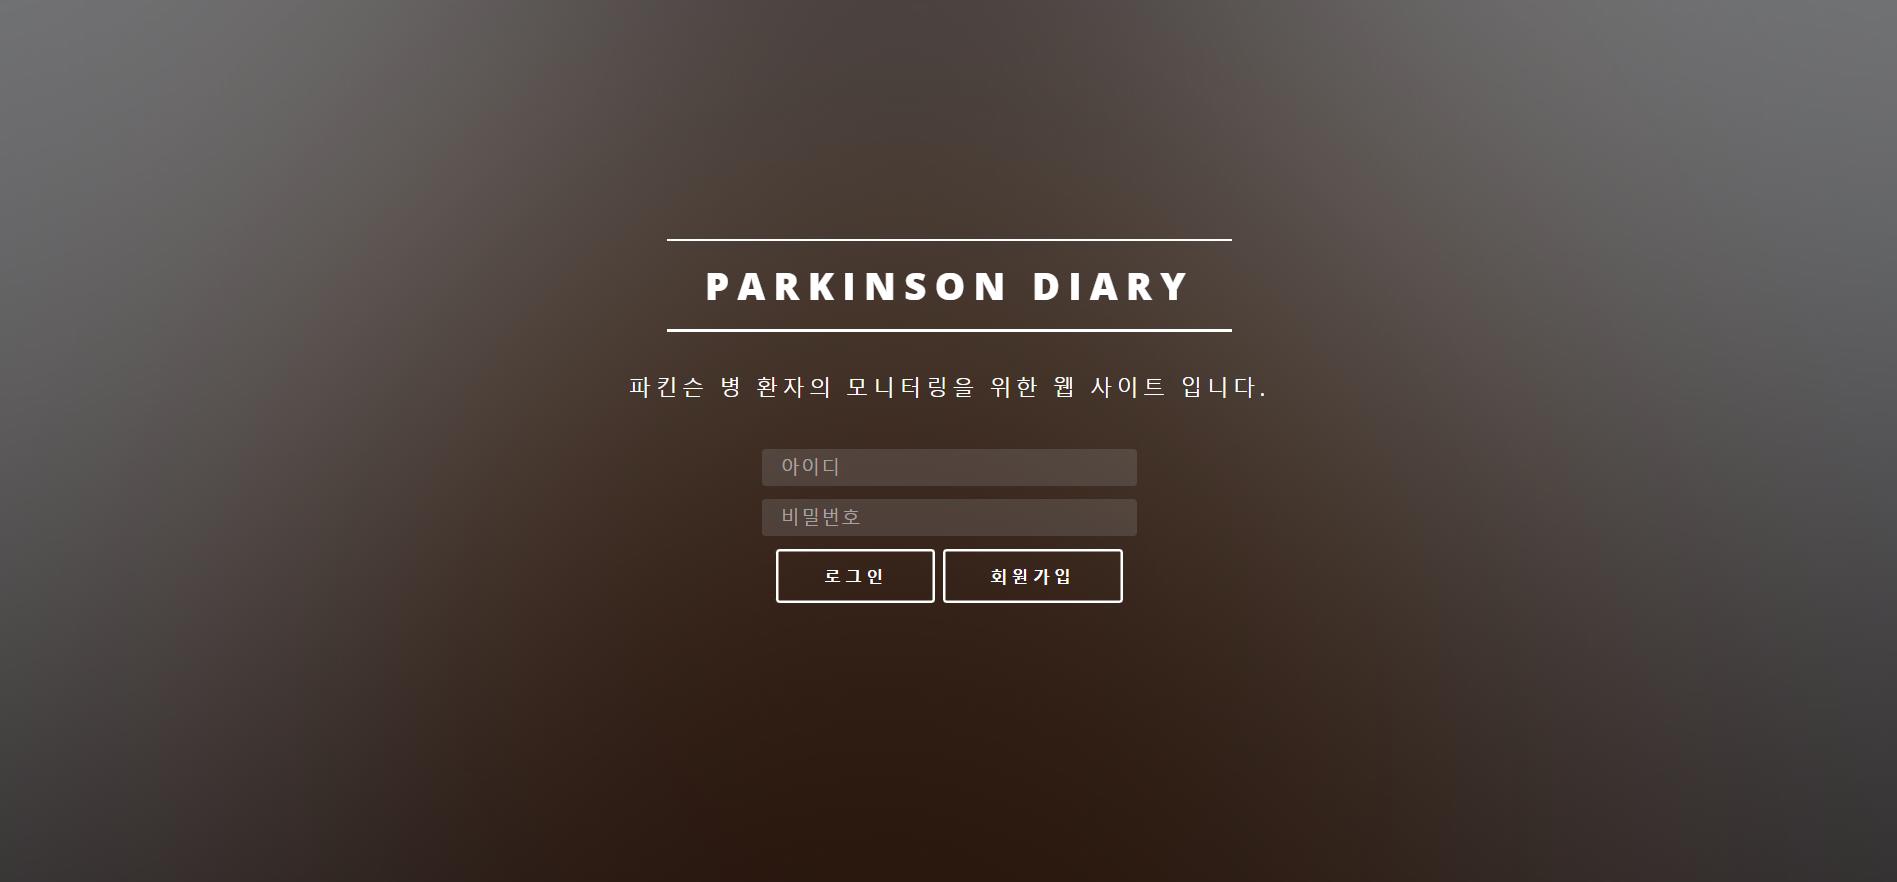 PARKINSON DIARY
파킨슨 병 환자의 모니터링을 위한 웹 사이트 입니다.
아이디
비밀번호
로그인 회원가입